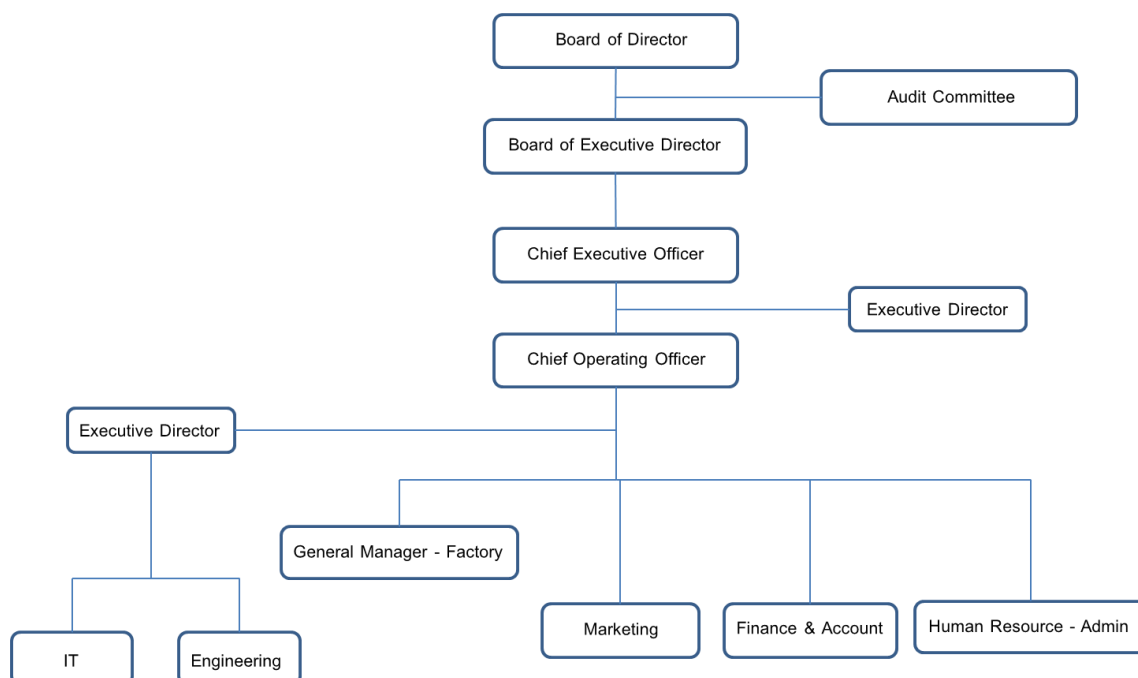 Board of Director
Audit Committee
Board of Executive Director
Chief Executive Officer
Executive Director
Chief Operating Officer
Executive Director
General Manager - Factory
Marketing
Finance & Account
Human Resource - Admin
IT
Engineering